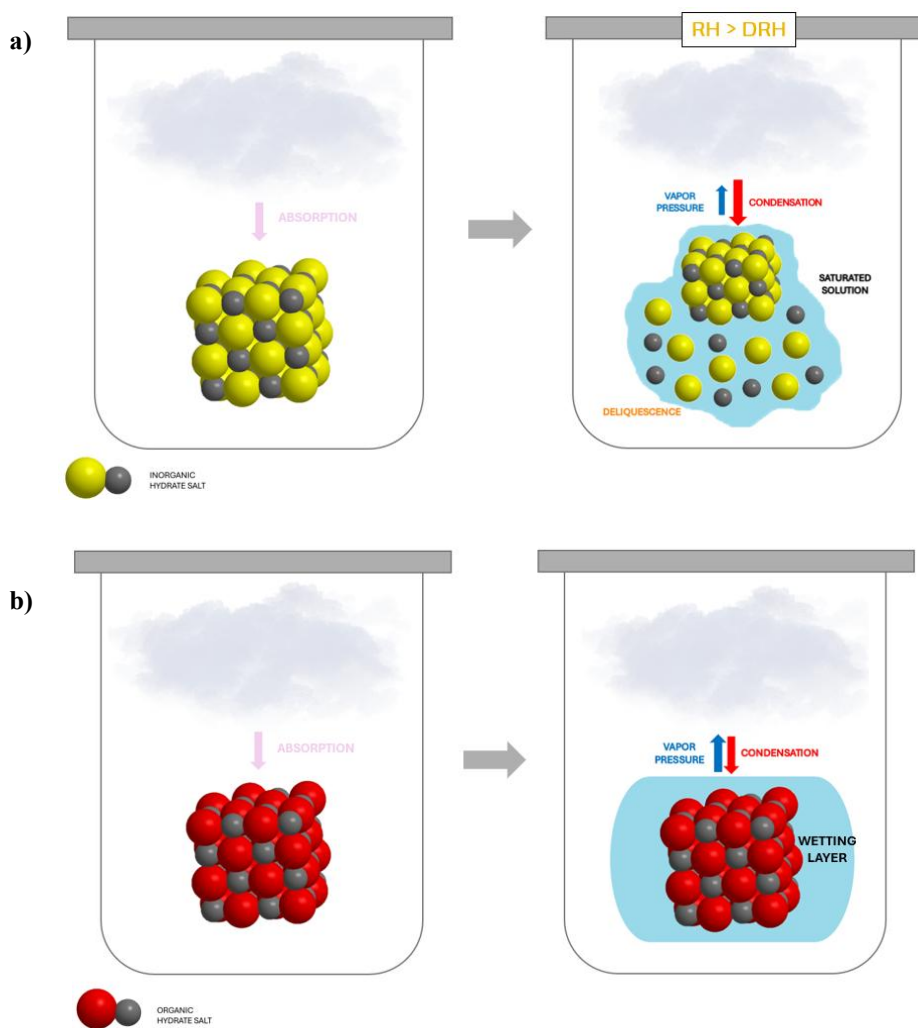 a)
RH > DRH
ABSORPTION
VAPOR
PRESSURE
CONDENSATION
SATURATED
SOLUTION
DELIQUESCENCE
INORGANIC
HYDRATE SALT
b)
ABSORPTION
VAPOR
PRESSURE
CONDENSATION
WETTING
LAYER
ORGANIC
HYDRATE SALT